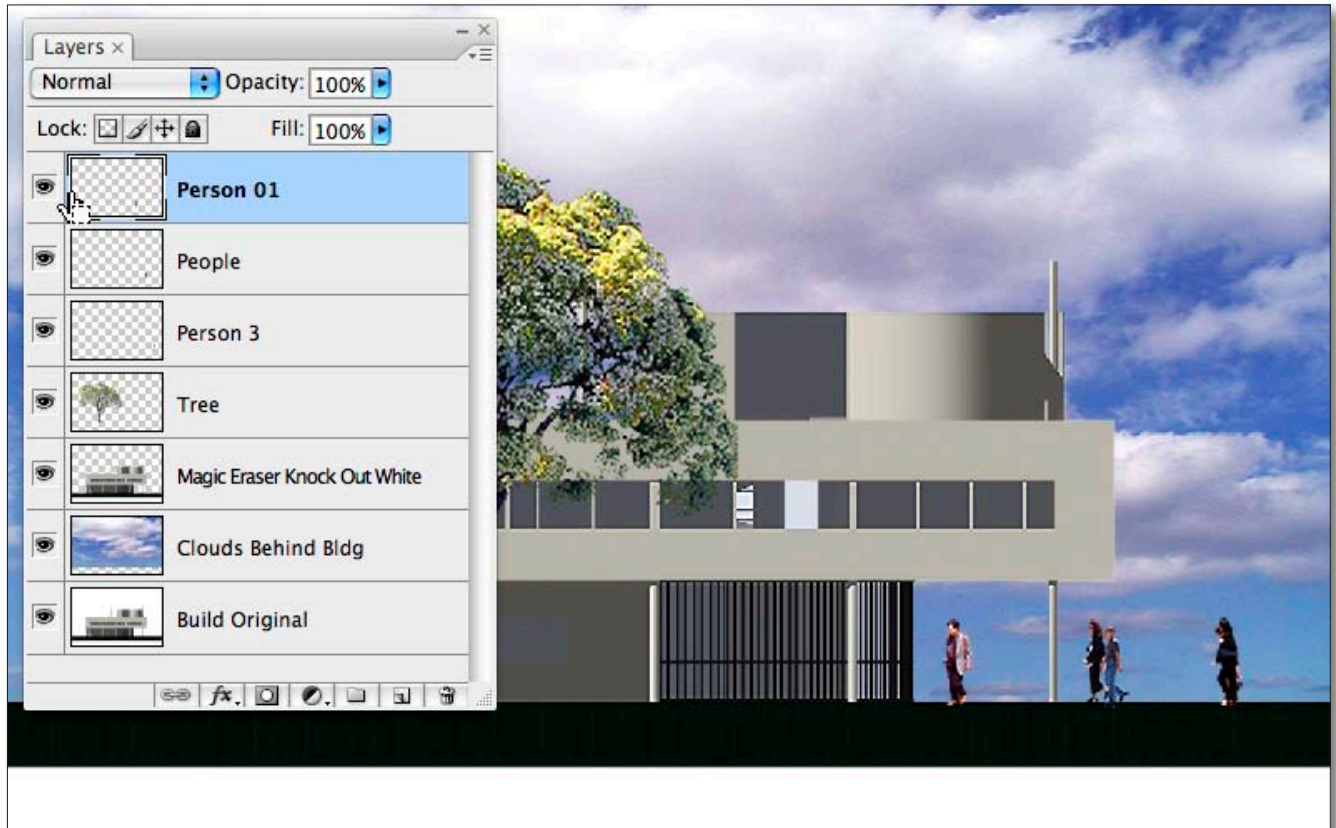 Layers ×
Normal Opacity: 100%
Lock: Fill: 100%
Person 01
People
Person 3
Tree
Magic Eraser Knock Out White
Clouds Behind Bldg
Build Original
fx